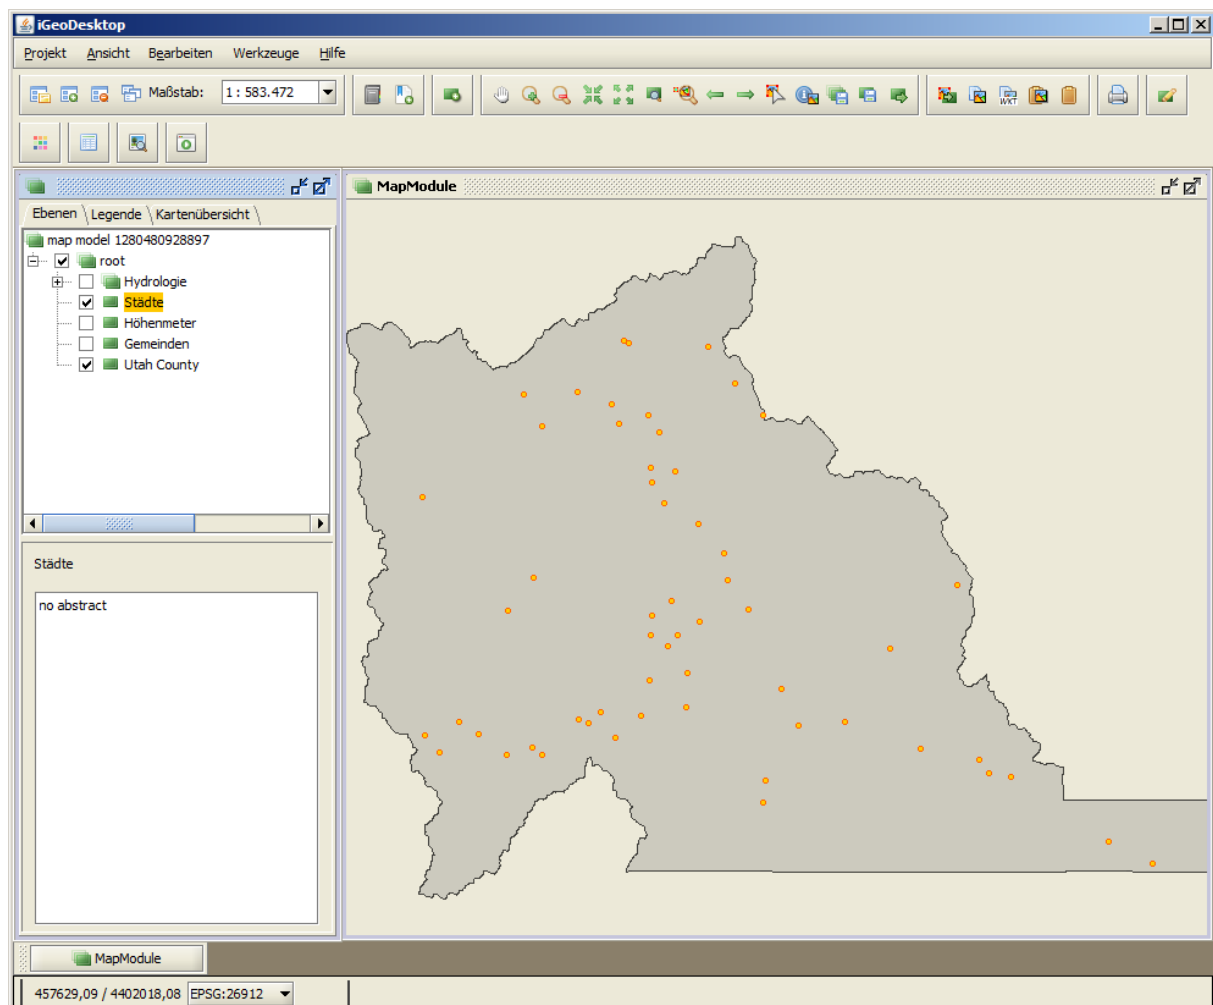 iGeoDesktop
Projekt Ansicht Bearbeiten Werkzeuge Hilfe
Maßstab: 1 : 583.472
WKT
MapModule
Ebenen Legende Kartenübersicht
map model 1280480928897
root
Hydrologie
Städte
Höhenmeter
Gemeinden
Utah County
Städte
no abstract
MapModule
457629,09 / 4402018,08 EPSG:26912